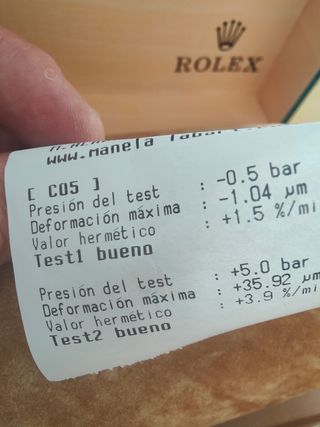 ROLEX
www.Manela
[ C05 ]
Presión del test : -0.5 bar
Deformación máxima : -1.04 µm
Valor hermético : +1.5 %/mi
Test1 bueno
Presión del test : +5.0 bar
Deformación máxima : +35.92 µm
Valor hermético : +3.9 %/mi
Test2 bueno